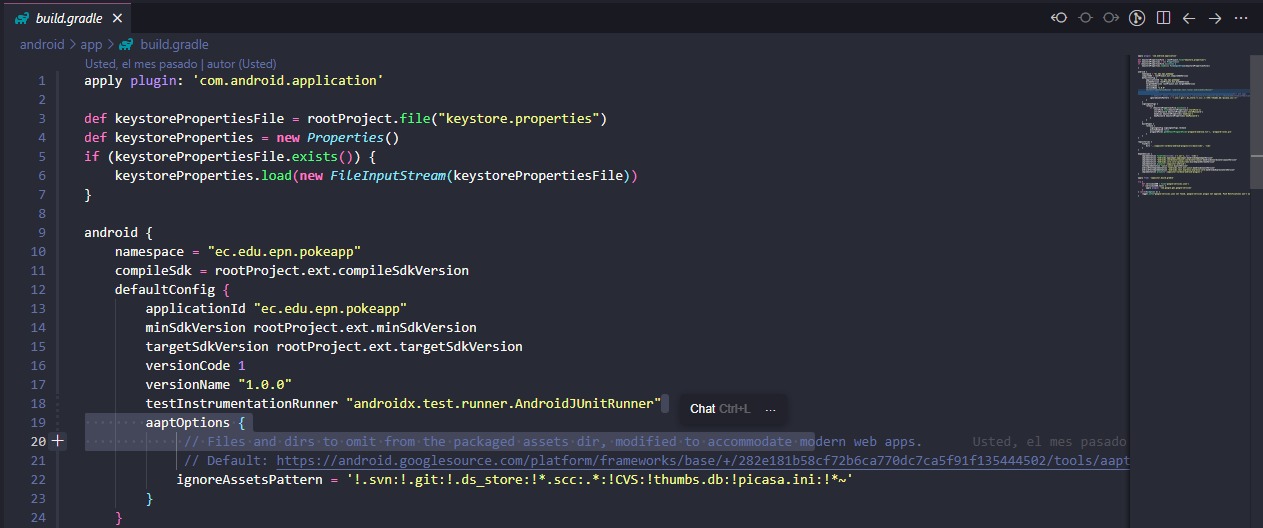 build.gradle
android > app > build.gradle
Usted, el mes pasado | autor (Usted)
1 apply plugin: 'com.android.application'
2
3 def keystorePropertiesFile = rootProject.file("keystore.properties")
4 def keystoreProperties = new Properties()
5 if (keystorePropertiesFile.exists()) {
6 keystoreProperties.load(new FileInputStream(keystorePropertiesFile))
7 }
8
9 android {
10 namespace = "ec.edu.epn.pokeapp"
11 compileSdk = rootProject.ext.compileSdkVersion
12 defaultConfig {
13 applicationId "ec.edu.epn.pokeapp"
14 minSdkVersion rootProject.ext.minSdkVersion
15 targetSdkVersion rootProject.ext.targetSdkVersion
16 versionCode 1
17 versionName "1.0.0"
18 testInstrumentationRunner "androidx.test.runner.AndroidJUnitRunner"
Chat Ctrl+L ...
19 aaptOptions {
20 // Files and dirs to omit from the packaged assets dir, modified to accommodate modern web apps. Usted, el mes pasado
21 // Default: https://android.googlesource.com/platform/frameworks/base/+/282e181b58cf72b6ca770dc7ca5f91f135444502/tools/aapt
22 ignoreAssetsPattern = '!.svn:!.git:!.ds_store:!*.scc:.*:!CVS:!thumbs.db:!picasa.ini:!*~'
23 }
24 }